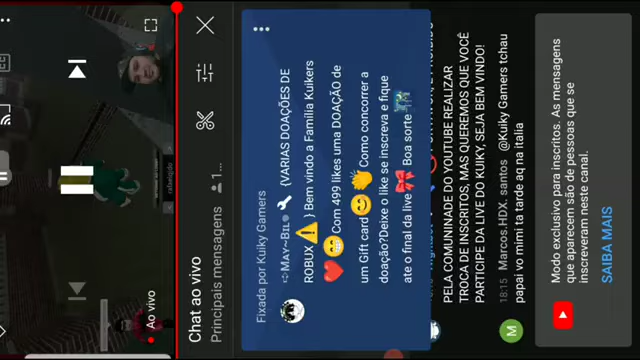 Ao vivo
rafaelqjdo
Chat ao vivo
Principais mensagens
1...
Fixada por Kuiky Gamers
MAY~BIL (VARIAS DOAÇÕES DE
ROBUX ⚠️ } Bem vindo a Família Kuikers
❤️😁 Com 499 likes uma DOAÇÃO de
um Gift card 😎👏 Como concorrer a
doação?Deixe o like se inscreva e fique
ate o final da live 🎀 Boa sorte
PELA COMUNINADE DO YOUTUBE REALIZAR
TROCA DE INSCRITOS, MAS QUEREMOS QUE VOCÊ
PARTICIPE DA LIVE DO KUIKY, SEJA BEM VINDO!
M
18:15 Marcos.HDX. santos @Kuiky Gamers tchau
papai vo mimi ta tarde aq na italia
Modo exclusivo para inscritos. As mensagens
que aparecem são de pessoas que se
inscreveram neste canal.
SAIBA MAIS